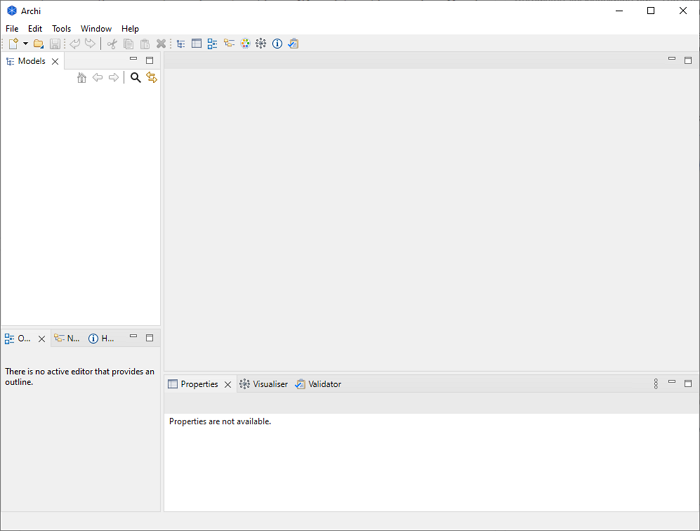 Archi
File Edit Tools Window Help
Models
O... N... H...
There is no active editor that provides an
outline.
Properties Visualiser Validator
Properties are not available.